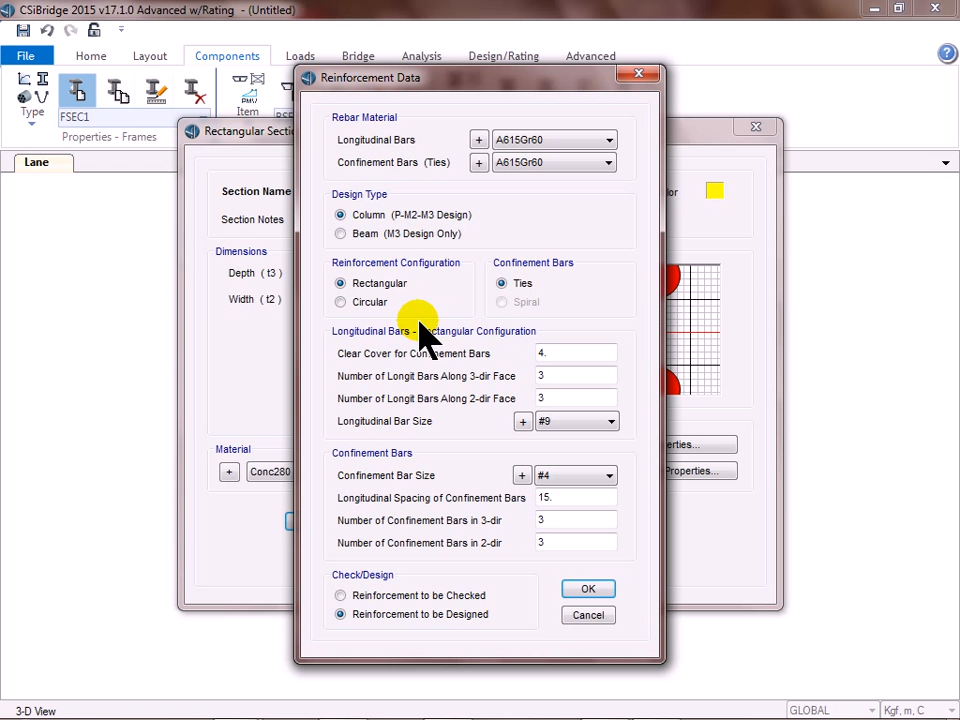 CSiBridge 2015 v17.1.0 Advanced w/Rating - (Untitled)
File Home Layout Components Loads Bridge Analysis Design/Rating Advanced
Type
FSEC1
Properties - Frames
PMV
Item
Lane
Rectangular Secti
Section Name
Section Notes
Dimensions
Depth ( t3 )
Width ( t2 )
Material
+ Conc280
lor
erties...
Properties...
Reinforcement Data
Rebar Material
Longitudinal Bars + A615Gr60
Confinement Bars (Ties) + A615Gr60
Design Type
Column (P-M2-M3 Design)
Beam (M3 Design Only)
Reinforcement Configuration
Rectangular
Circular
Confinement Bars
Ties
Spiral
Longitudinal Bars - Rectangular Configuration
Clear Cover for Confinement Bars 4.
Number of Longit Bars Along 3-dir Face 3
Number of Longit Bars Along 2-dir Face 3
Longitudinal Bar Size + #9
Confinement Bars
Confinement Bar Size + #4
Longitudinal Spacing of Confinement Bars 15.
Number of Confinement Bars in 3-dir 3
Number of Confinement Bars in 2-dir 3
Check/Design
Reinforcement to be Checked
Reinforcement to be Designed
OK
Cancel
3-D View
GLOBAL
Kgf, m, C